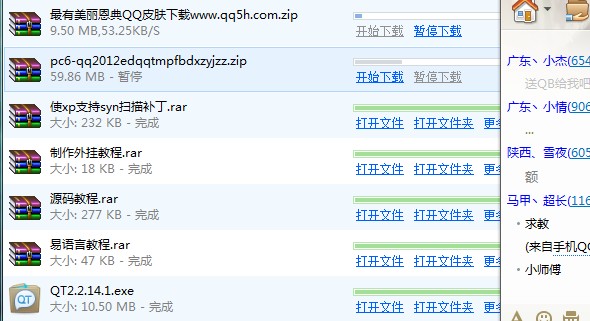 最有美丽恩典QQ皮肤下载www.qq5h.com.zip
9.50 MB,53.25KB/S
开始下载 暂停下载
pc6-qq2012edqqtmpfbdxzyjzz.zip
59.86 MB - 暂停
开始下载 暂停下载
使xp支持syn扫描补丁.rar
大小: 232 KB - 完成
打开文件 打开文件夹 更多
制作外挂教程.rar
大小: 18 KB - 完成
打开文件 打开文件夹 更
源码教程.rar
大小: 277 KB - 完成
打开文件 打开文件夹 更
易语言教程.rar
大小: 47 KB - 完成
打开文件 打开文件夹 更
QT2.2.14.1.exe
大小: 10.50 MB - 完成
打开文件 打开文件夹 更
广东丶小杰(654
送QB给我吧
广东丶小情(906
...
陕西、雪夜(605
额
马甲丶超长(116
求教
(来自手机QQ
小师傅